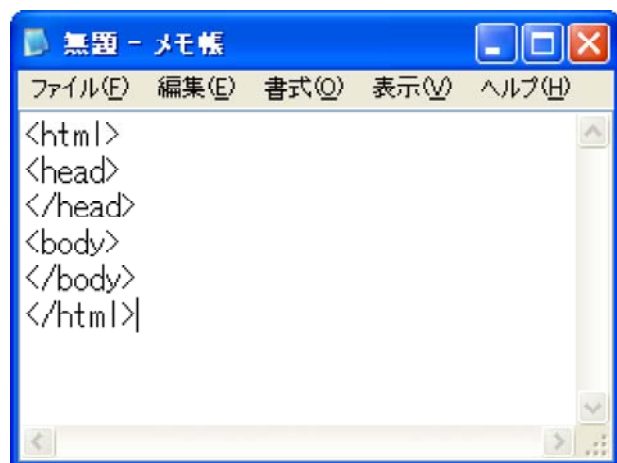 無題 - メモ帳
ファイル(F) 編集(E) 書式(O) 表示(V) ヘルプ(H)
<html>
<head>
</head>
<body>
</body>
</html>